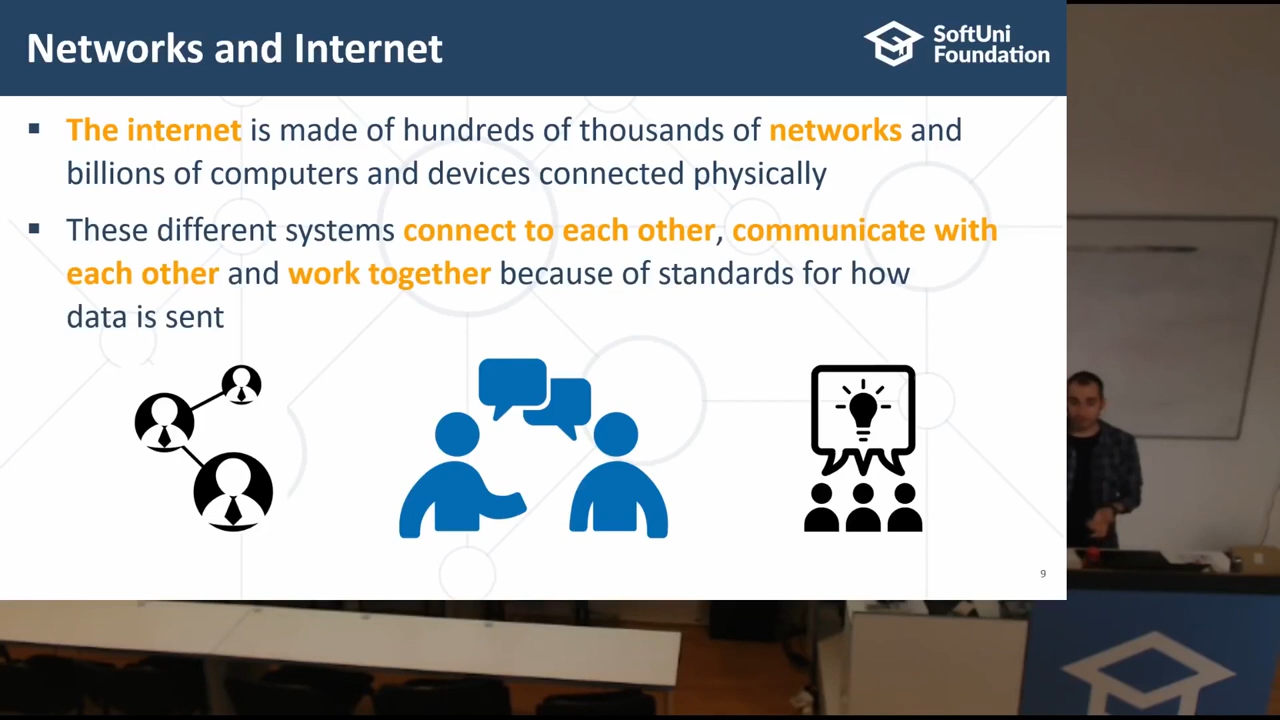 Networks and Internet
SoftUni
Foundation
▪ The internet is made of hundreds of thousands of networks and
billions of computers and devices connected physically
▪ These different systems connect to each other, communicate with
each other and work together because of standards for how
data is sent
9